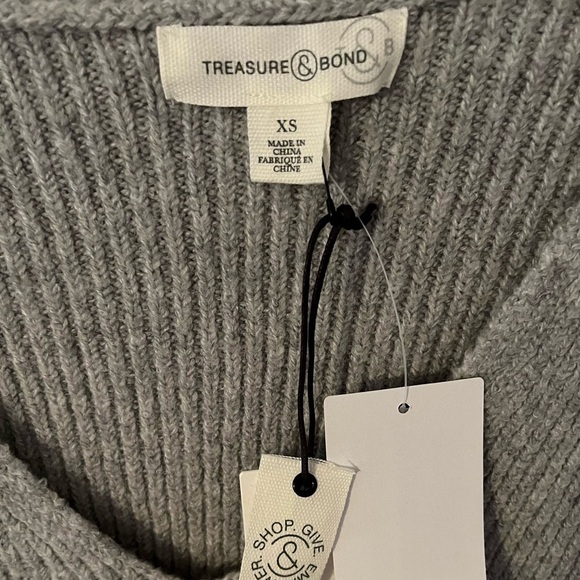 TREASURE & BOND
& B
XS
MADE IN
CHINA
FABRIQUÉ EN
CHINE
SHOP. GIVE.
&